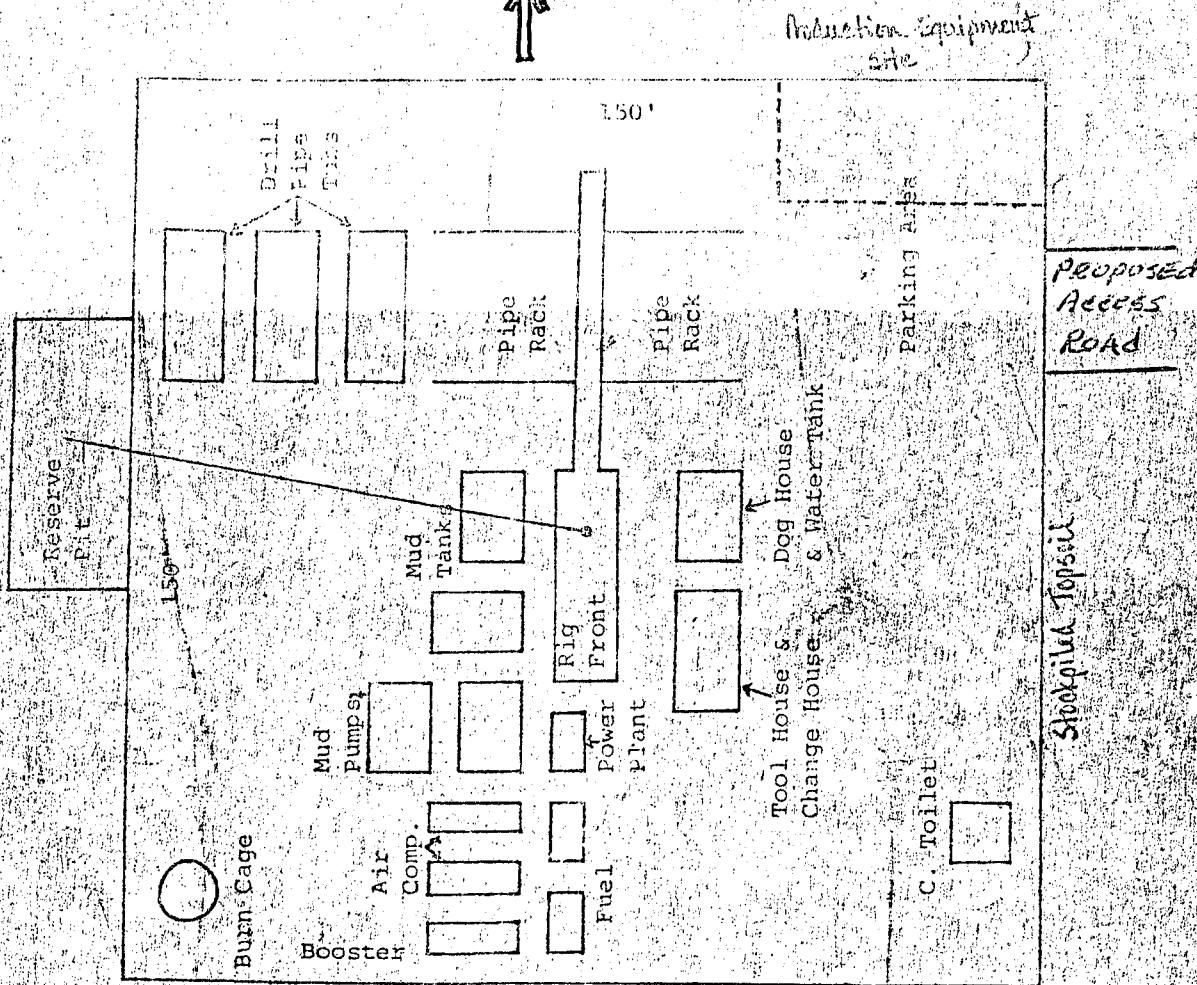 Production Equipment
site
150'
Drill
Pipe
Pipe
Rack
Pipe
Rack
Parking Area
PROPOSED
Access
Road
Reserve
Pit
150'
Mud
Tanks
Dog House
& Water Tank
Rig
Front
Mud
Pumps
Power
plant
Tool House &
Change House
Stockpiled Topsoil
Air
Comp.
Burn Cage
Booster
Fuel
C. Toilet